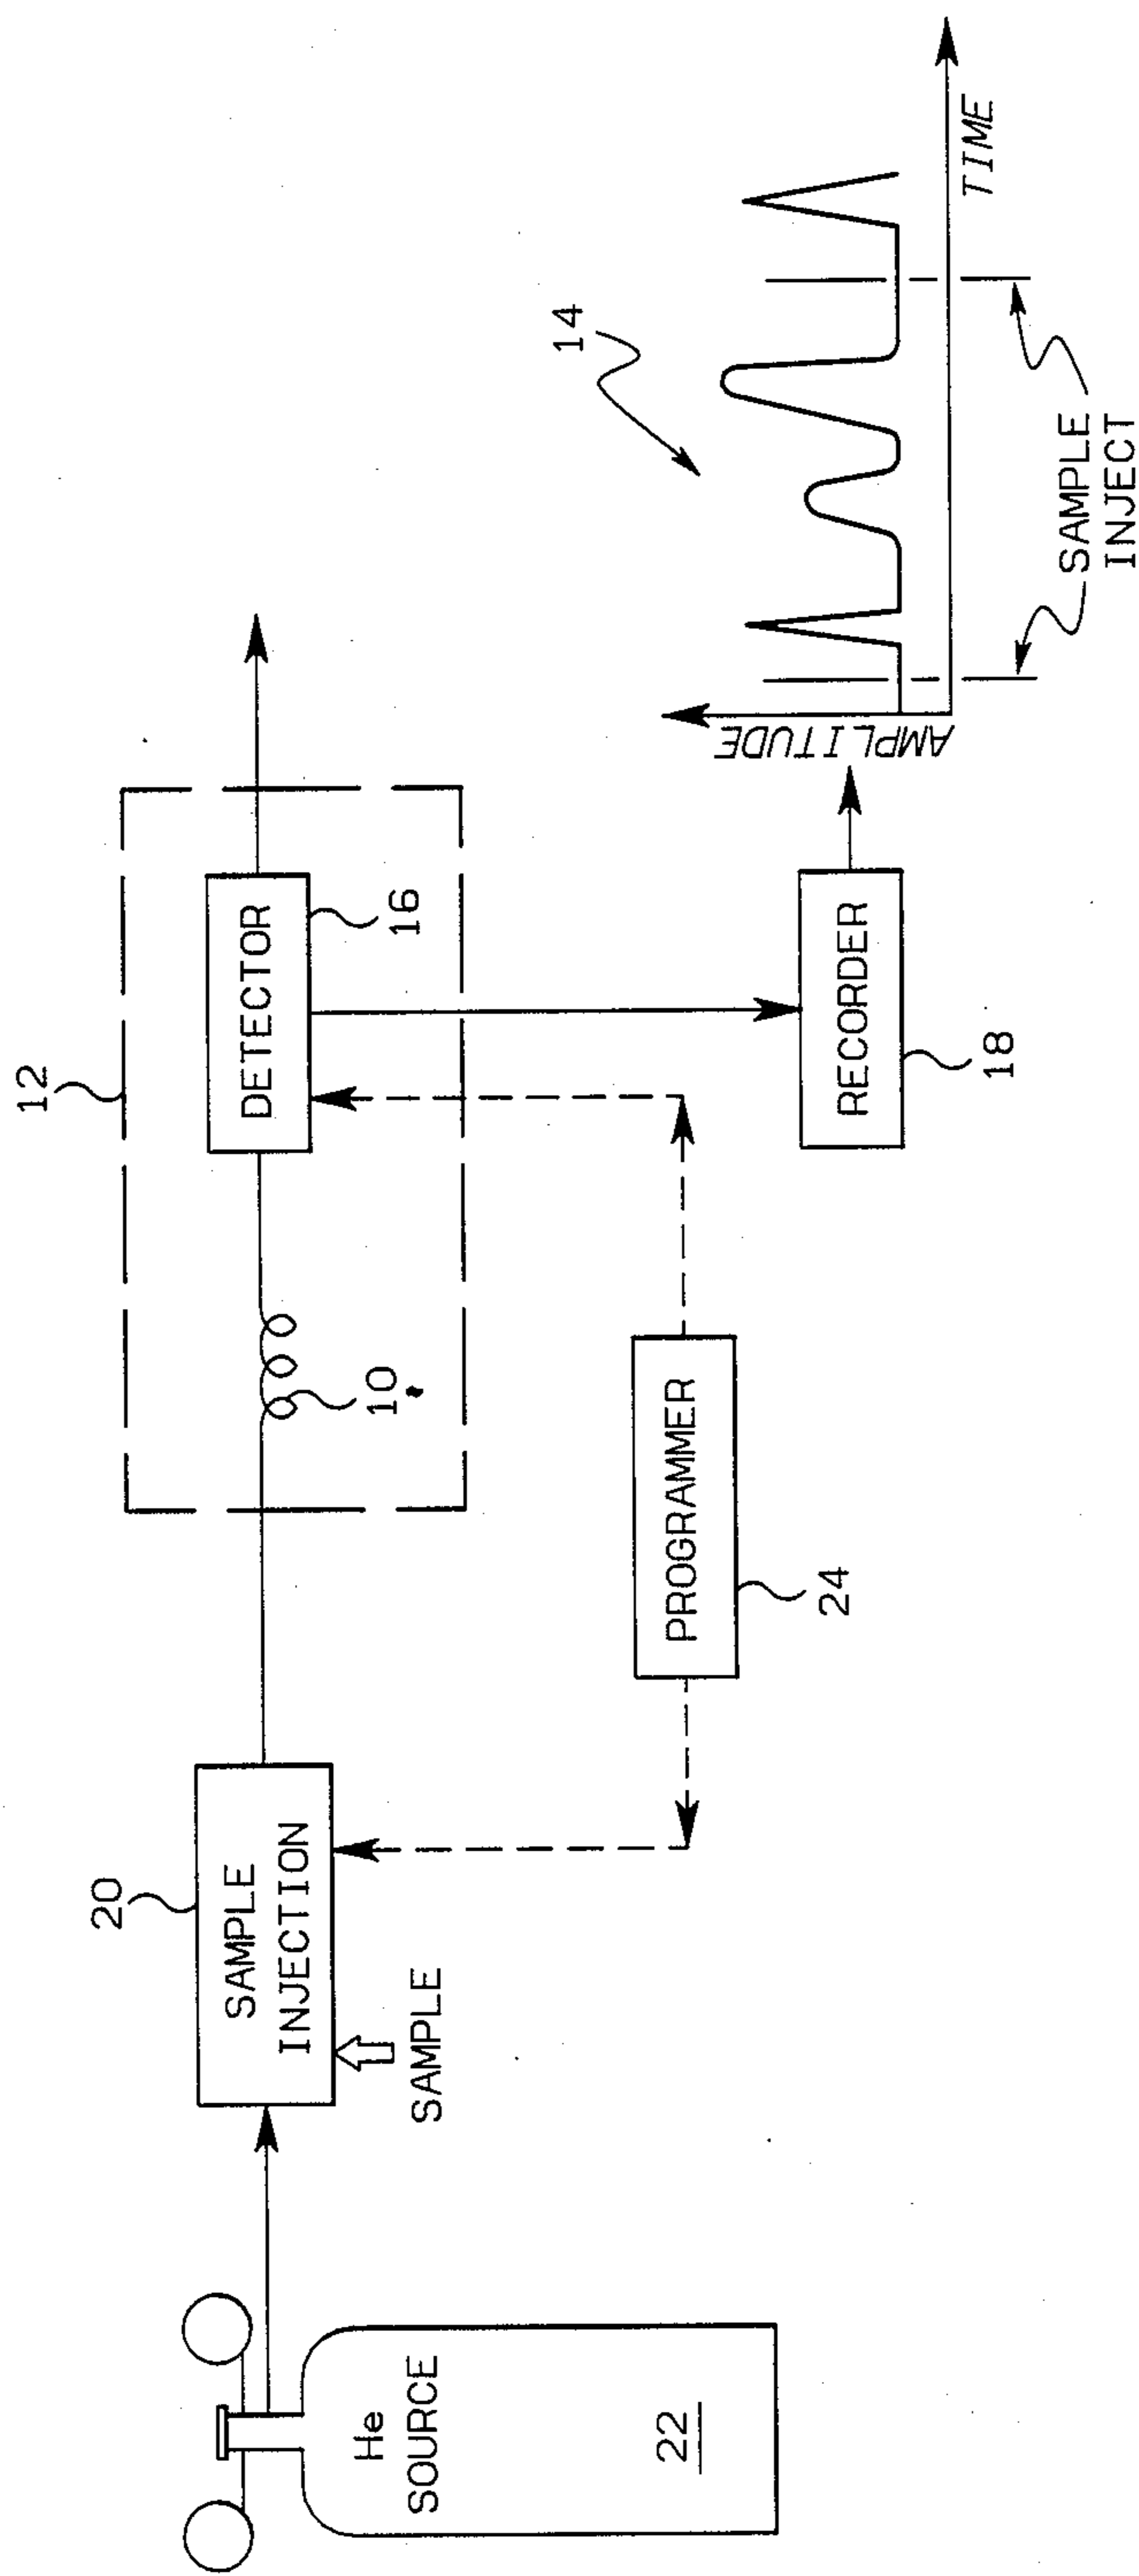 12
20
SAMPLE
INJECTION
SAMPLE
He
SOURCE
22
10
DETECTOR
16
PROGRAMMER
24
RECORDER
18
14
AMPLITUDE
TIME
SAMPLE
INJECT